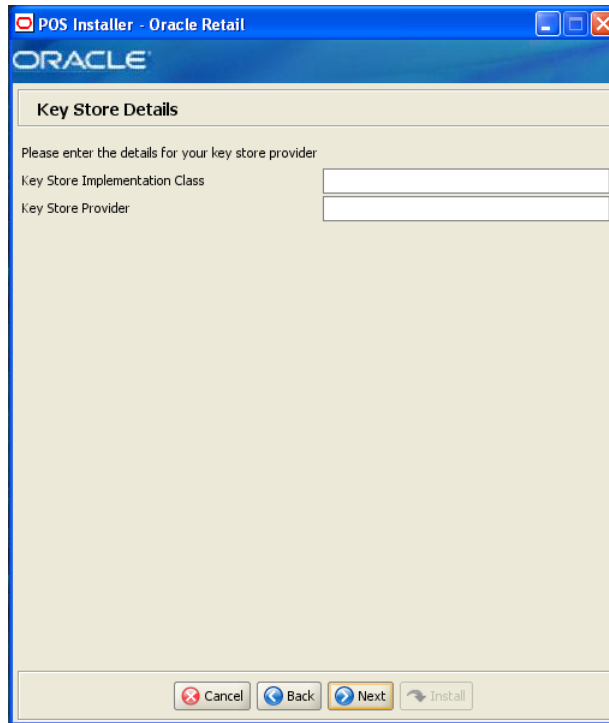 POS Installer - Oracle Retail
ORACLE
Key Store Details
Please enter the details for your key store provider
Key Store Implementation Class
Key Store Provider
Cancel Back Next Install